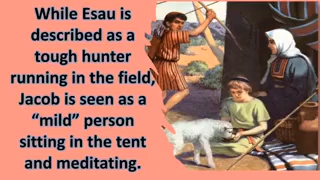 While Esau is
described as a
tough hunter
running in the field,
Jacob is seen as a
“mild” person
sitting in the tent
and meditating.